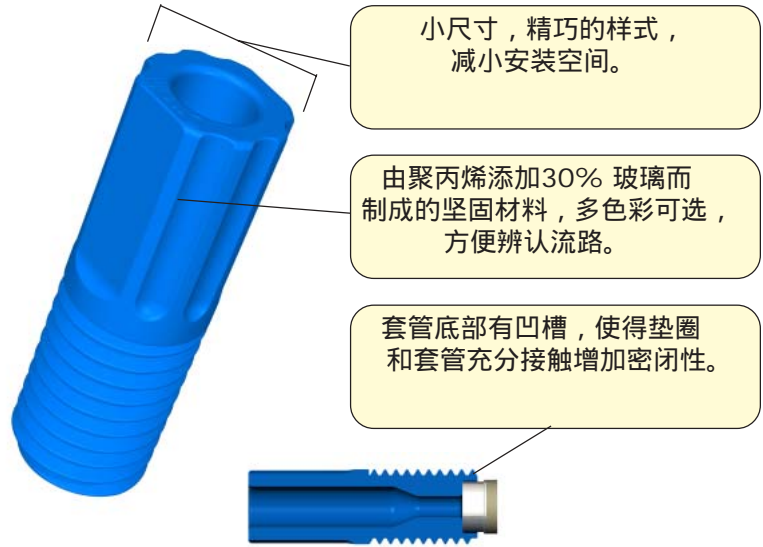 小尺寸，精巧的样式，
减小安装空间。
由聚丙烯添加30% 玻璃而
制成的坚固材料，多色彩可选，
方便辨认流路。
套管底部有凹槽，使得垫圈
和套管充分接触增加密闭性。